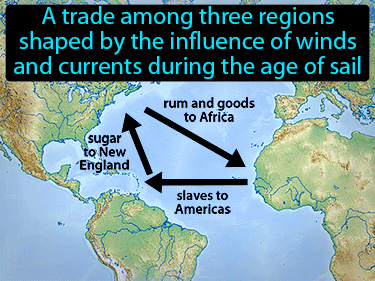 A trade among three regions
shaped by the influence of winds
and currents during the age of sail
rum and goods
to Africa
sugar
to New
England
slaves to
Americas